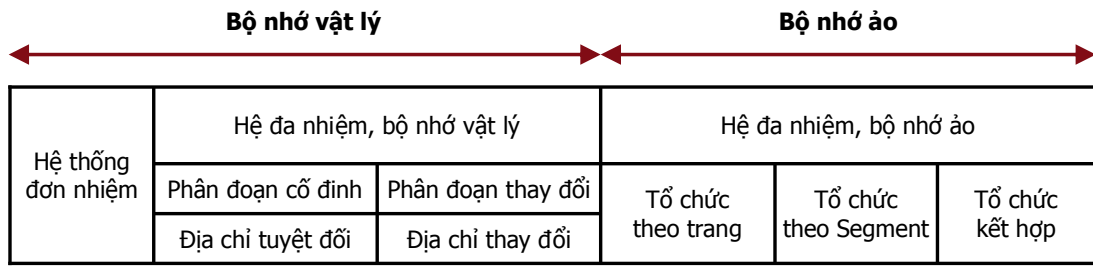 Bộ nhớ vật lý
Bộ nhớ ảo
Hệ thống
đơn nhiệm
Hệ đa nhiệm, bộ nhớ vật lý
Hệ đa nhiệm, bộ nhớ ảo
Phân đoạn cố đinh
Phân đoạn thay đổi
Địa chỉ tuyệt đối
Địa chỉ thay đổi
Tổ chức
theo trang
Tổ chức
theo Segment
Tổ chức
kết hợp